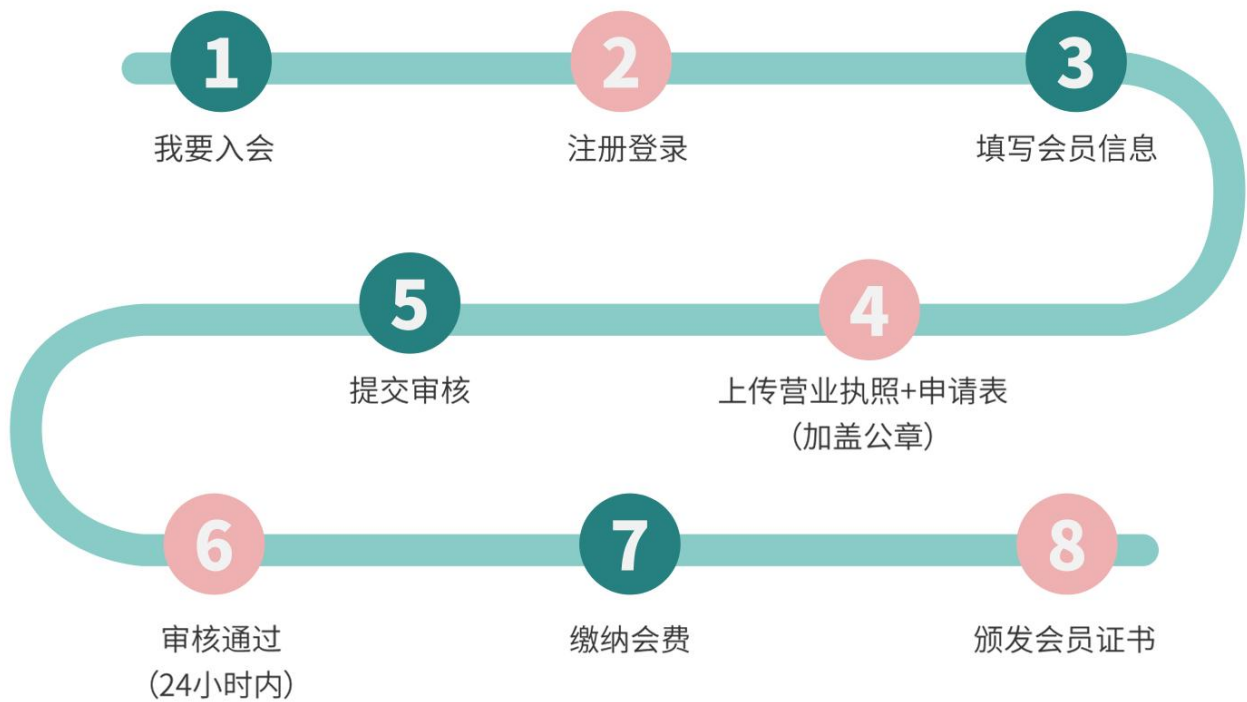 1
我要入会
2
注册登录
3
填写会员信息
4
上传营业执照+申请表
（加盖公章）
5
提交审核
6
审核通过
（24小时内）
7
缴纳会费
8
颁发会员证书